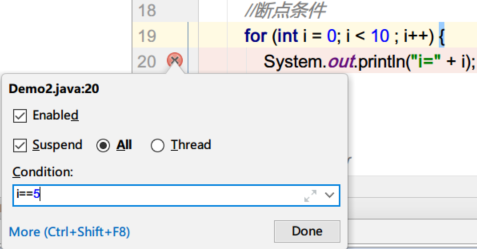 18 //断点条件
19 for (int i = 0; i < 10 ; i++) {
20 System.out.println("i=" + i);
Demo2.java:20
Enabled
Suspend All Thread
Condition:
i==5
More (Ctrl+Shift+F8) Done